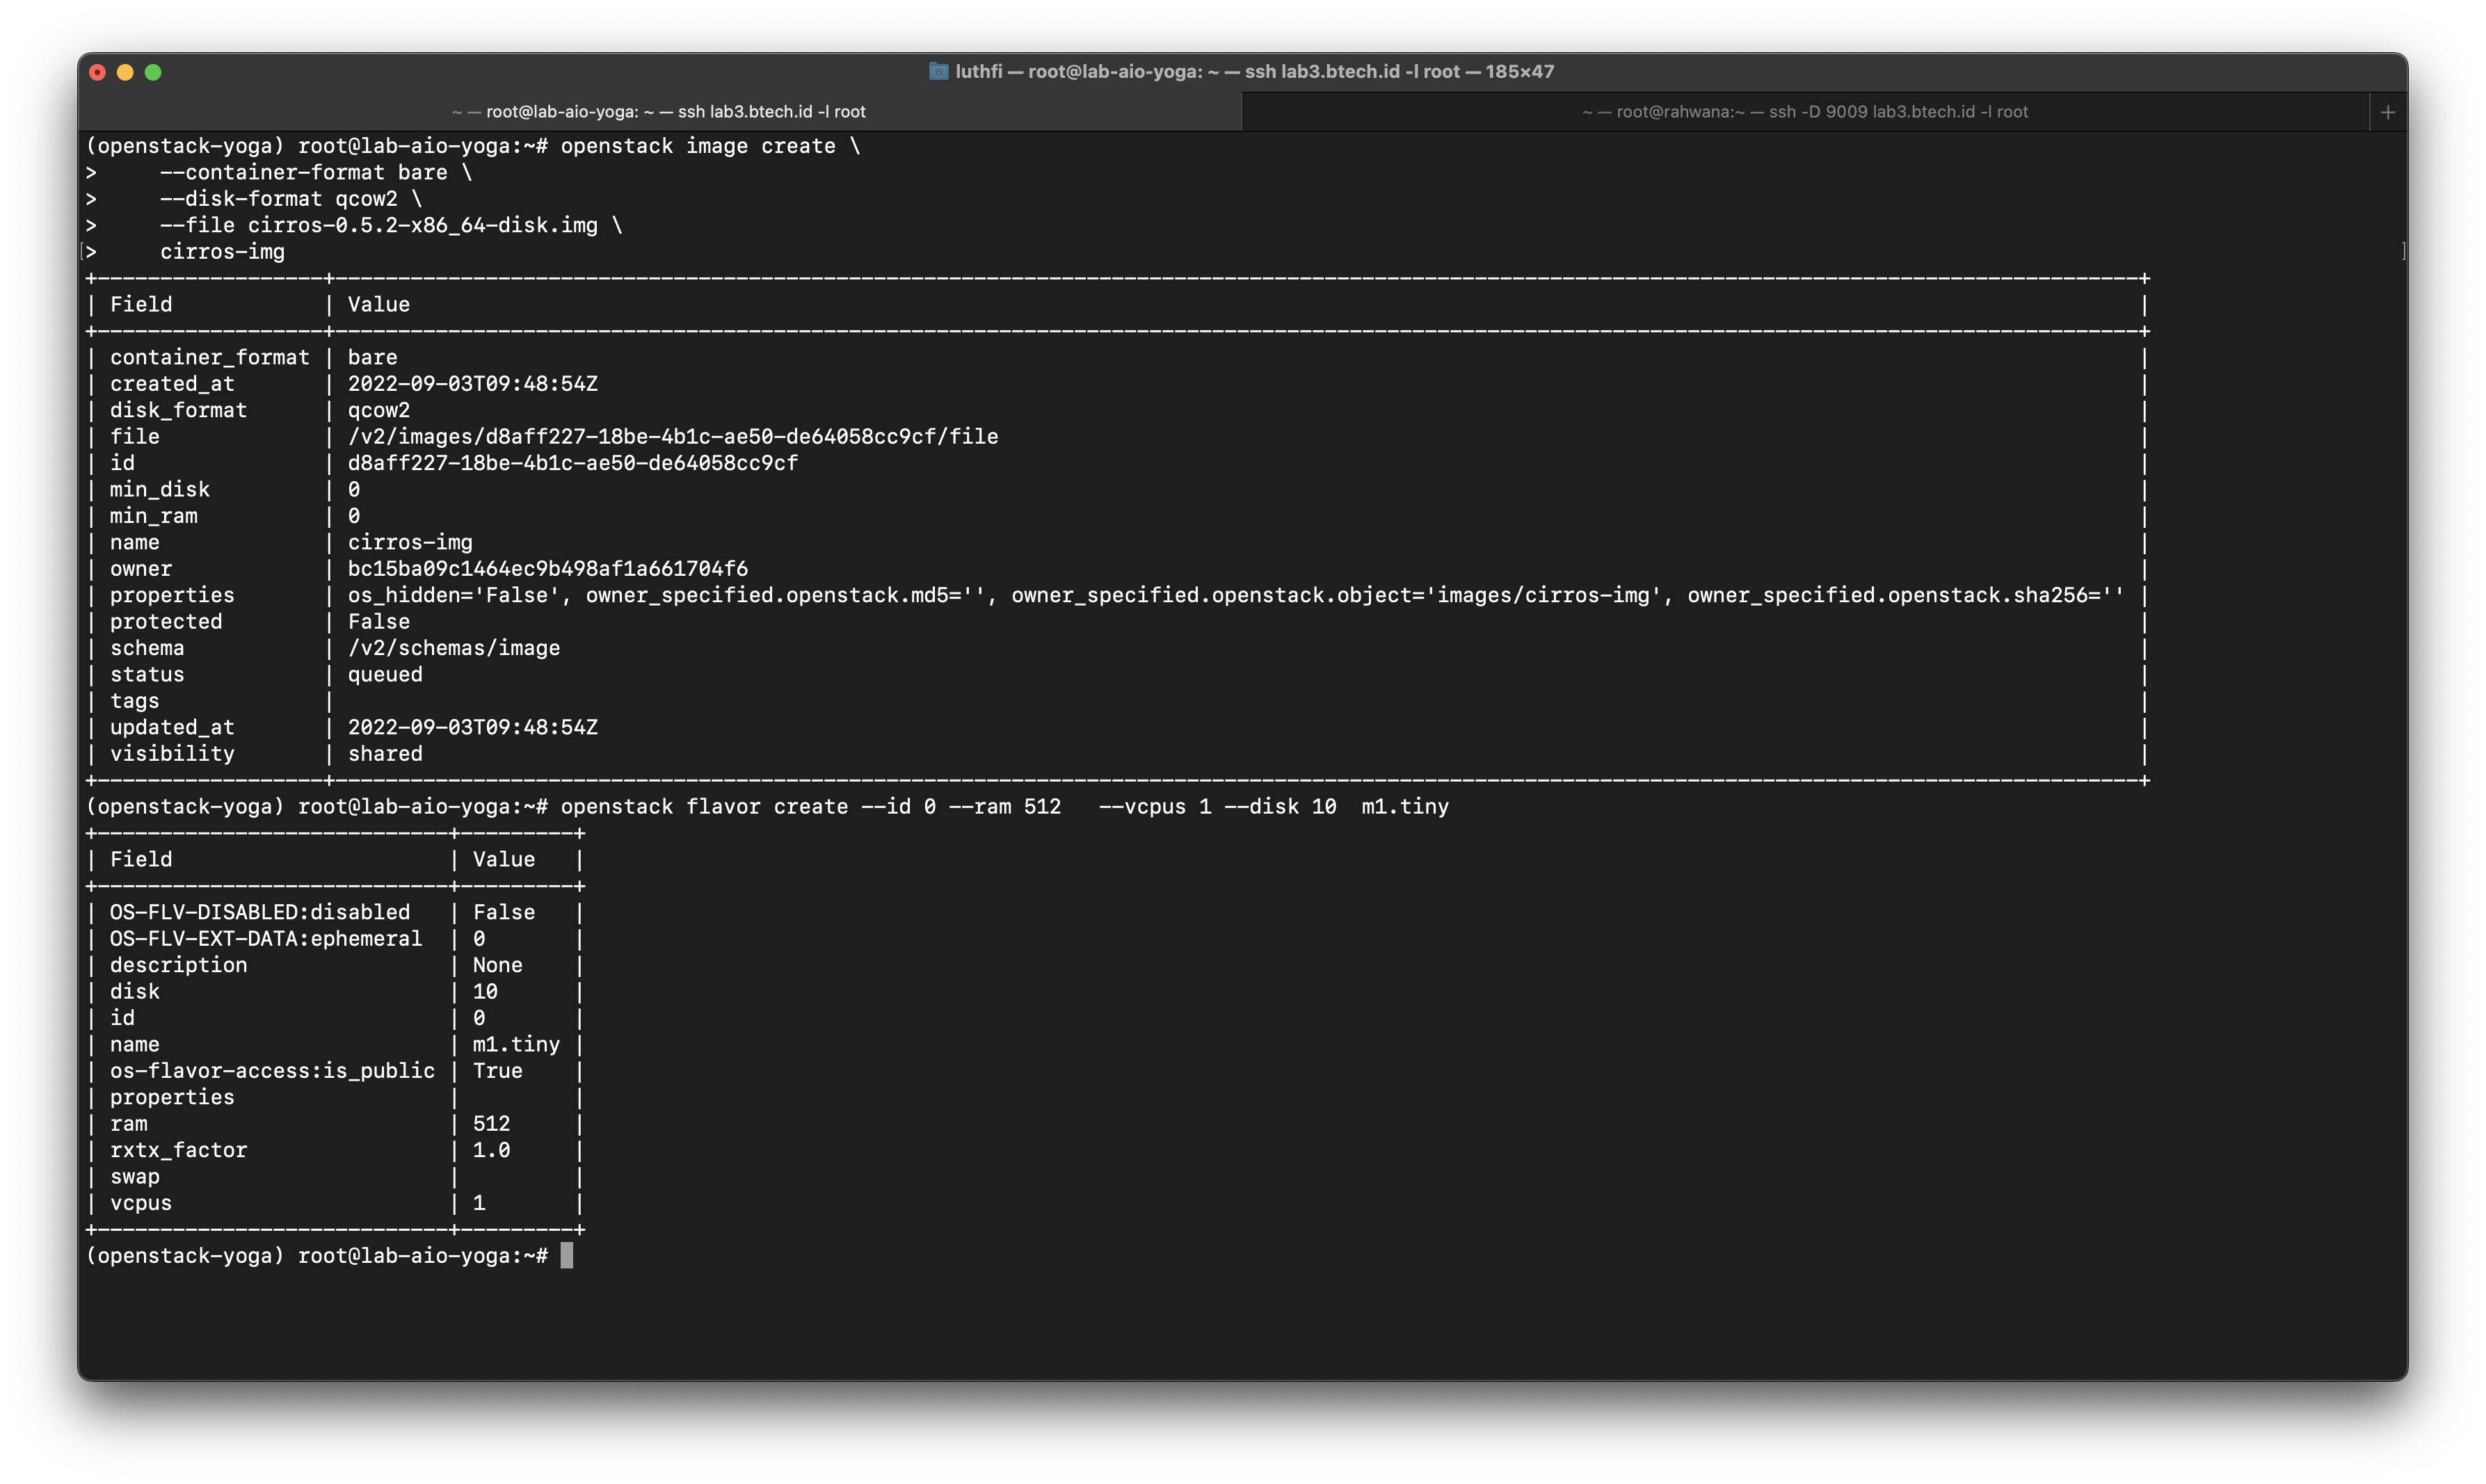 luthfi — root@lab-aio-yoga: ~ — ssh lab3.btech.id -l root — 185×47
~ — root@lab-aio-yoga: ~ — ssh lab3.btech.id -l root
~ — root@rahwana:~ — ssh -D 9009 lab3.btech.id -l root
+
(openstack-yoga) root@lab-aio-yoga:~# openstack image create \
>     --container-format bare \
>     --disk-format qcow2 \
>     --file cirros-0.5.2-x86_64-disk.img \
[>     cirros-img ]
| Field            | Value |
| container_format | bare |
| created_at       | 2022-09-03T09:48:54Z |
| disk_format      | qcow2 |
| file             | /v2/images/d8aff227-18be-4b1c-ae50-de64058cc9cf/file |
| id               | d8aff227-18be-4b1c-ae50-de64058cc9cf |
| min_disk         | 0 |
| min_ram          | 0 |
| name             | cirros-img |
| owner            | bc15ba09c1464ec9b498af1a661704f6 |
| properties       | os_hidden='False', owner_specified.openstack.md5='', owner_specified.openstack.object='images/cirros-img', owner_specified.openstack.sha256='' |
| protected        | False |
| schema           | /v2/schemas/image |
| status           | queued |
| tags             | |
| updated_at       | 2022-09-03T09:48:54Z |
| visibility       | shared |
(openstack-yoga) root@lab-aio-yoga:~# openstack flavor create --id 0 --ram 512   --vcpus 1 --disk 10  m1.tiny
| Field                      | Value   |
| OS-FLV-DISABLED:disabled   | False   |
| OS-FLV-EXT-DATA:ephemeral  | 0       |
| description                | None    |
| disk                       | 10      |
| id                         | 0       |
| name                       | m1.tiny |
| os-flavor-access:is_public | True    |
| properties                 |         |
| ram                        | 512     |
| rxtx_factor                | 1.0     |
| swap                       |         |
| vcpus                      | 1       |
(openstack-yoga) root@lab-aio-yoga:~#